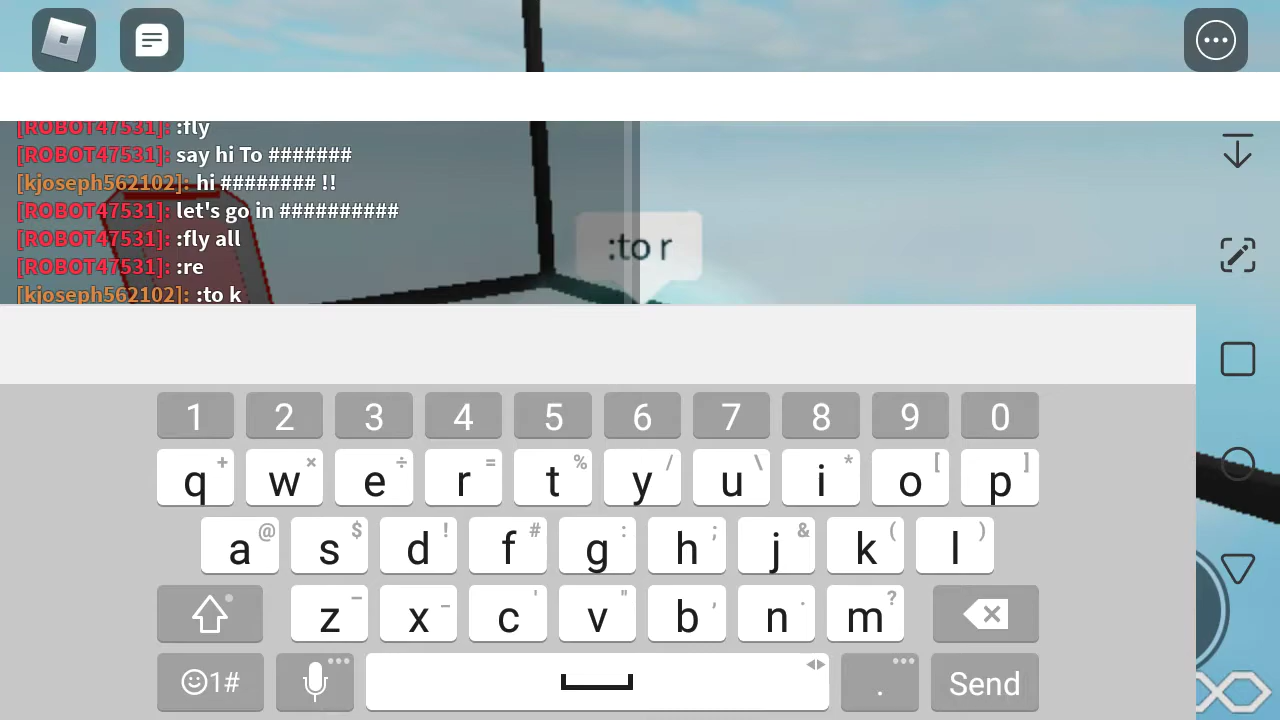 [ROBOT47531]: :fly
[ROBOT47531]: say hi To #######
[kjoseph562102]: hi ######## !!
[ROBOT47531]: let's go in ##########
[ROBOT47531]: :fly all
[ROBOT47531]: :re
[kjoseph562102]: :to k
:to r
1 2 3 4 5 6 7 8 9 0
q + w × e ÷ r = t % y / u \ i * o [ p ]
a @ s $ d ! f # g : h ; j & k ( l )
z - x _ c ' v " b , n . m ?
1# . Send